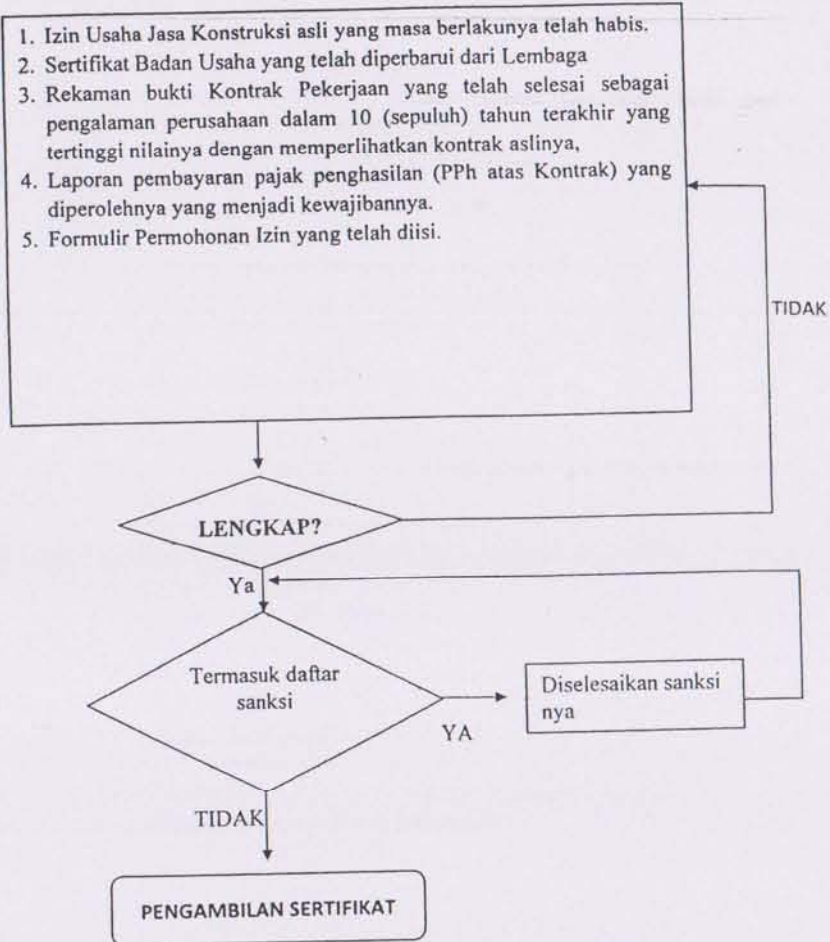 1. Izin Usaha Jasa Konstruksi asli yang masa berlakunya telah habis.
2. Sertifikat Badan Usaha yang telah diperbarui dari Lembaga
3. Rekaman bukti Kontrak Pekerjaan yang telah selesai sebagai
pengalaman perusahaan dalam 10 (sepuluh) tahun terakhir yang
tertinggi nilainya dengan memperlihatkan kontrak aslinya,
4. Laporan pembayaran pajak penghasilan (PPh atas Kontrak) yang
diperolehnya yang menjadi kewajibannya.
5. Formulir Permohonan Izin yang telah diisi.
TIDAK
LENGKAP?
Ya
Termasuk daftar
sanksi
YA
Diselesaikan sanksi
nya
TIDAK
PENGAMBILAN SERTIFIKAT